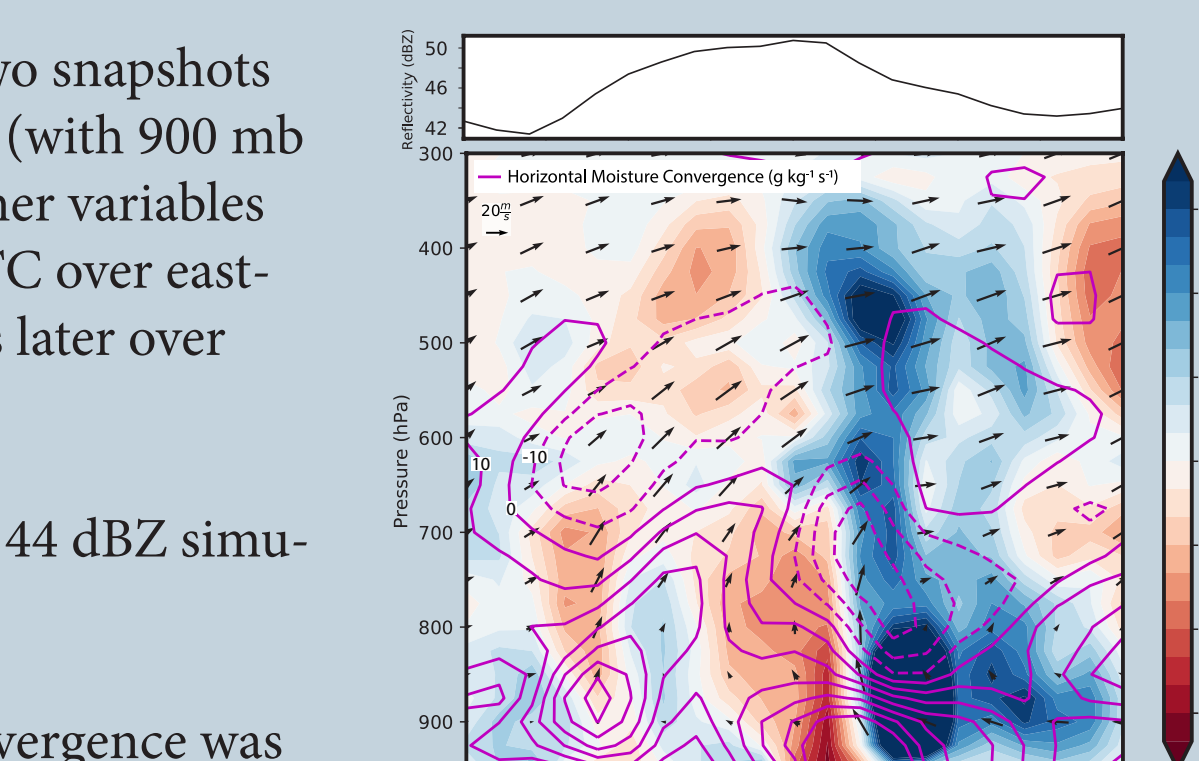 vo snapshots
(with 900 mb
ner variables
TC over east-
s later over
44 dBZ simu-
vergence was
Reflectivity (dBZ)
50
46
42
Horizontal Moisture Convergence (g kg⁻¹ s⁻¹)
20 m/s
Pressure (hPa)
300
400
500
600
700
800
900
10
-10
0